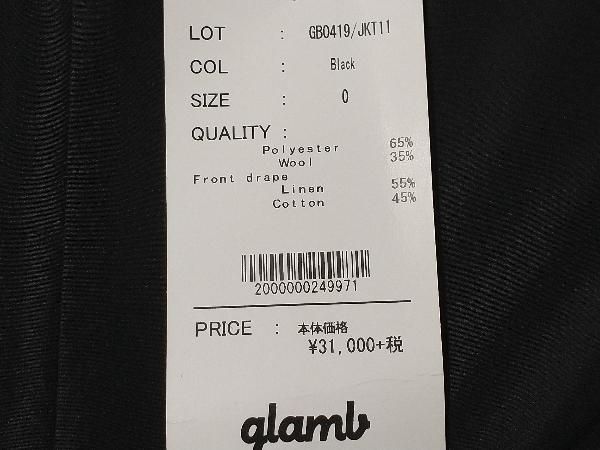 LOT : GB0419/JKT11
COL : Black
SIZE : 0
QUALITY :
Polyester 65%
Wool 35%
Front drape
Linen 55%
Cotton 45%
2000000249971
PRICE : 本体価格
¥31,000+税
glamb